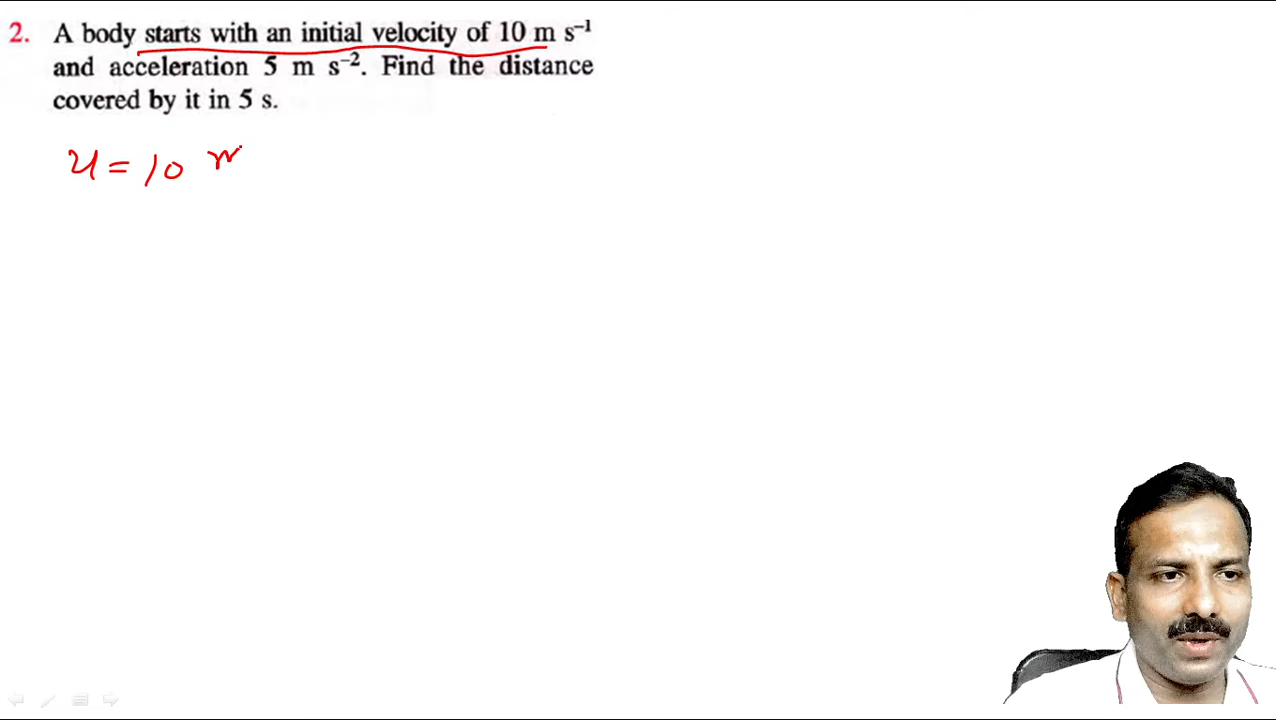 2. A body starts with an initial velocity of 10 m s⁻¹
and acceleration 5 m s⁻². Find the distance
covered by it in 5 s.
u = 10 m